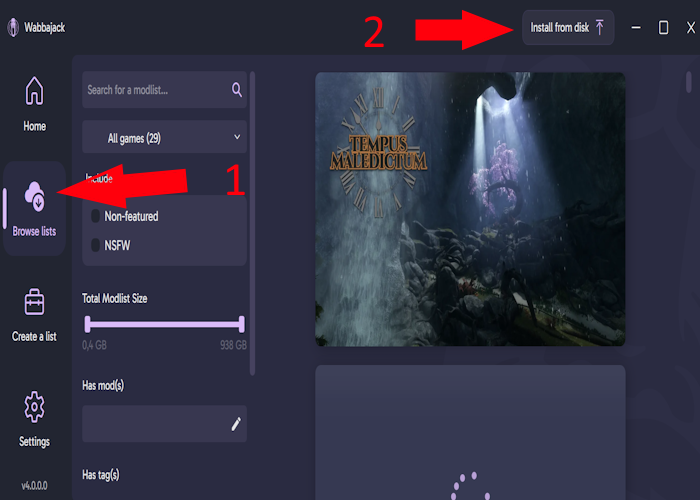 Wabbajack
2
Install from disk
Home
Browse lists
Create a list
Settings
v4.0.0.0
Search for a modlist...
All games (29)
1
Include
Non-featured
NSFW
Total Modlist Size
0,4 GB
938 GB
Has mod(s)
Has tag(s)
TEMPUS
MALEDICTUM